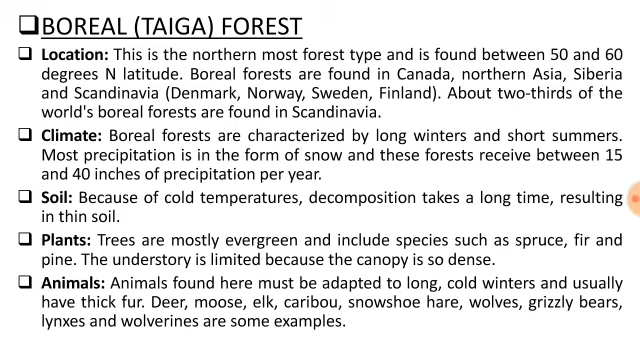 ❑BOREAL (TAIGA) FOREST
❑ Location: This is the northern most forest type and is found between 50 and 60
degrees N latitude. Boreal forests are found in Canada, northern Asia, Siberia
and Scandinavia (Denmark, Norway, Sweden, Finland). About two-thirds of the
world's boreal forests are found in Scandinavia.
❑ Climate: Boreal forests are characterized by long winters and short summers.
Most precipitation is in the form of snow and these forests receive between 15
and 40 inches of precipitation per year.
❑ Soil: Because of cold temperatures, decomposition takes a long time, resulting
in thin soil.
❑ Plants: Trees are mostly evergreen and include species such as spruce, fir and
pine. The understory is limited because the canopy is so dense.
❑ Animals: Animals found here must be adapted to long, cold winters and usually
have thick fur. Deer, moose, elk, caribou, snowshoe hare, wolves, grizzly bears,
lynxes and wolverines are some examples.